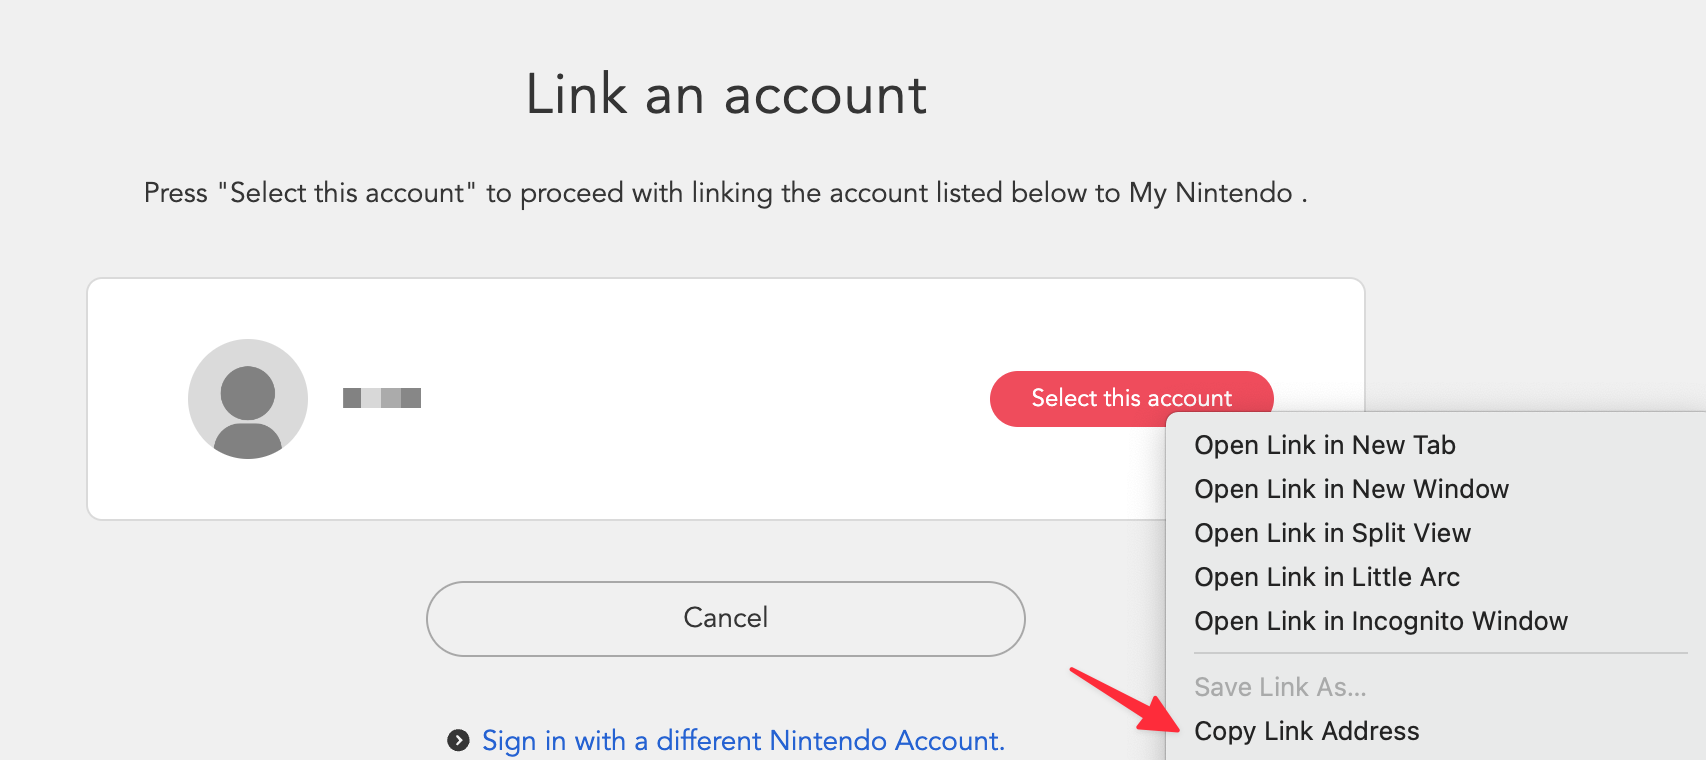 Link an account
Press "Select this account" to proceed with linking the account listed below to My Nintendo .
Select this account
Open Link in New Tab
Open Link in New Window
Open Link in Split View
Open Link in Little Arc
Open Link in Incognito Window
Save Link As...
Copy Link Address
Cancel
Sign in with a different Nintendo Account.